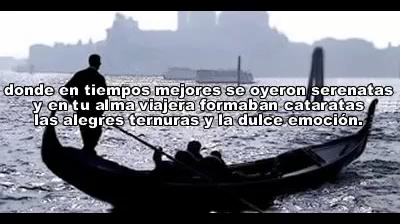 donde en tiempos mejores se oyeron serenatas
y en tu alma viajera formaban cataratas
las alegres ternuras y la dulce emoción.